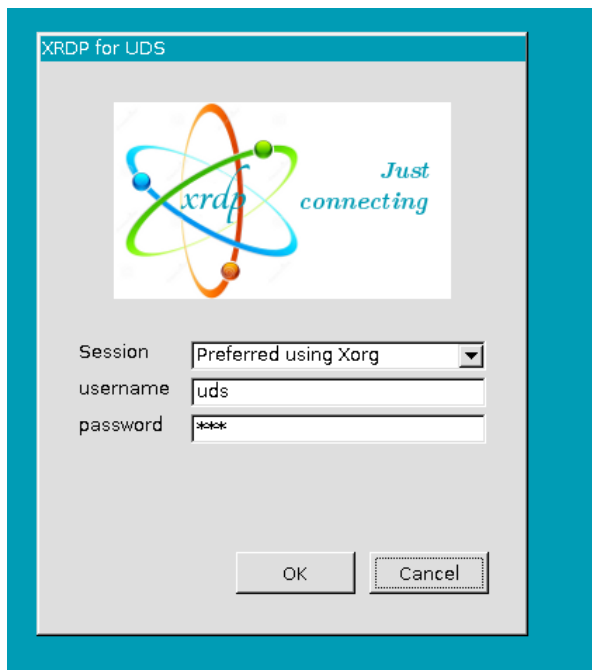 XRDP for UDS
xrdp
Just
connecting
Session
Preferred using Xorg
username
uds
password
***
OK
Cancel